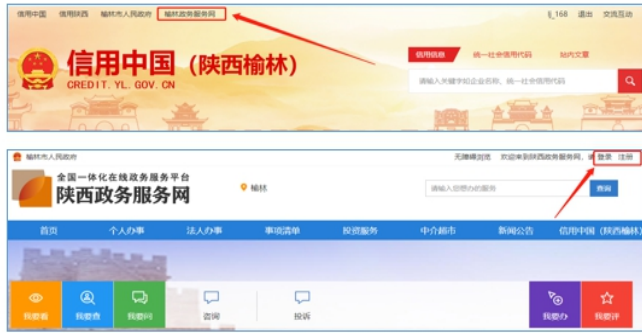 信用中国 信用陕西 榆林市人民政府 榆林政务服务网 lj_168 退出 交流互动
信用中国（陕西榆林）
CREDIT. YL. GOV. CN
信用信息 统一社会信用代码 站内文章
请输入关键字如企业名称、统一社会信用代码
榆林市人民政府 无障碍浏览 欢迎来到陕西政务服务网，请 登录 注册
全国一体化在线政务服务平台
陕西政务服务网
榆林
请输入您想办的服务 查询
首页 个人办事 法人办事 事项清单 投资服务 中介超市 新闻公告 信用中国（陕西榆林）
我要看 我要查 我要问 咨询 投诉 我要办 我要评